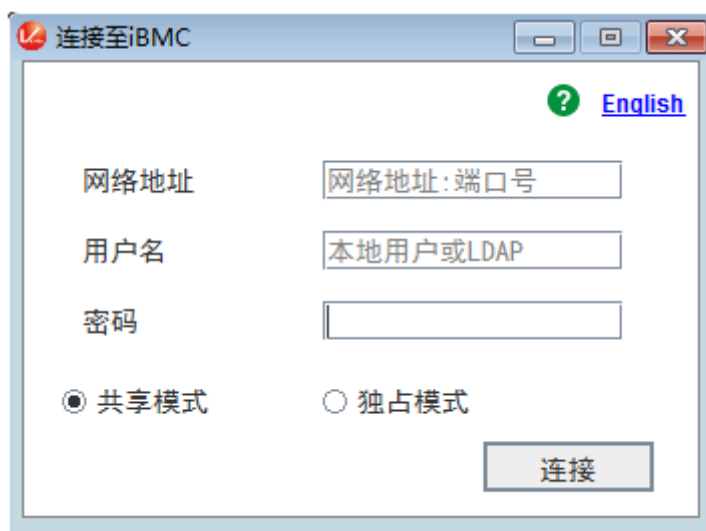 连接至iBMC
English
网络地址 网络地址:端口号
用户名 本地用户或LDAP
密码
共享模式 独占模式
连接